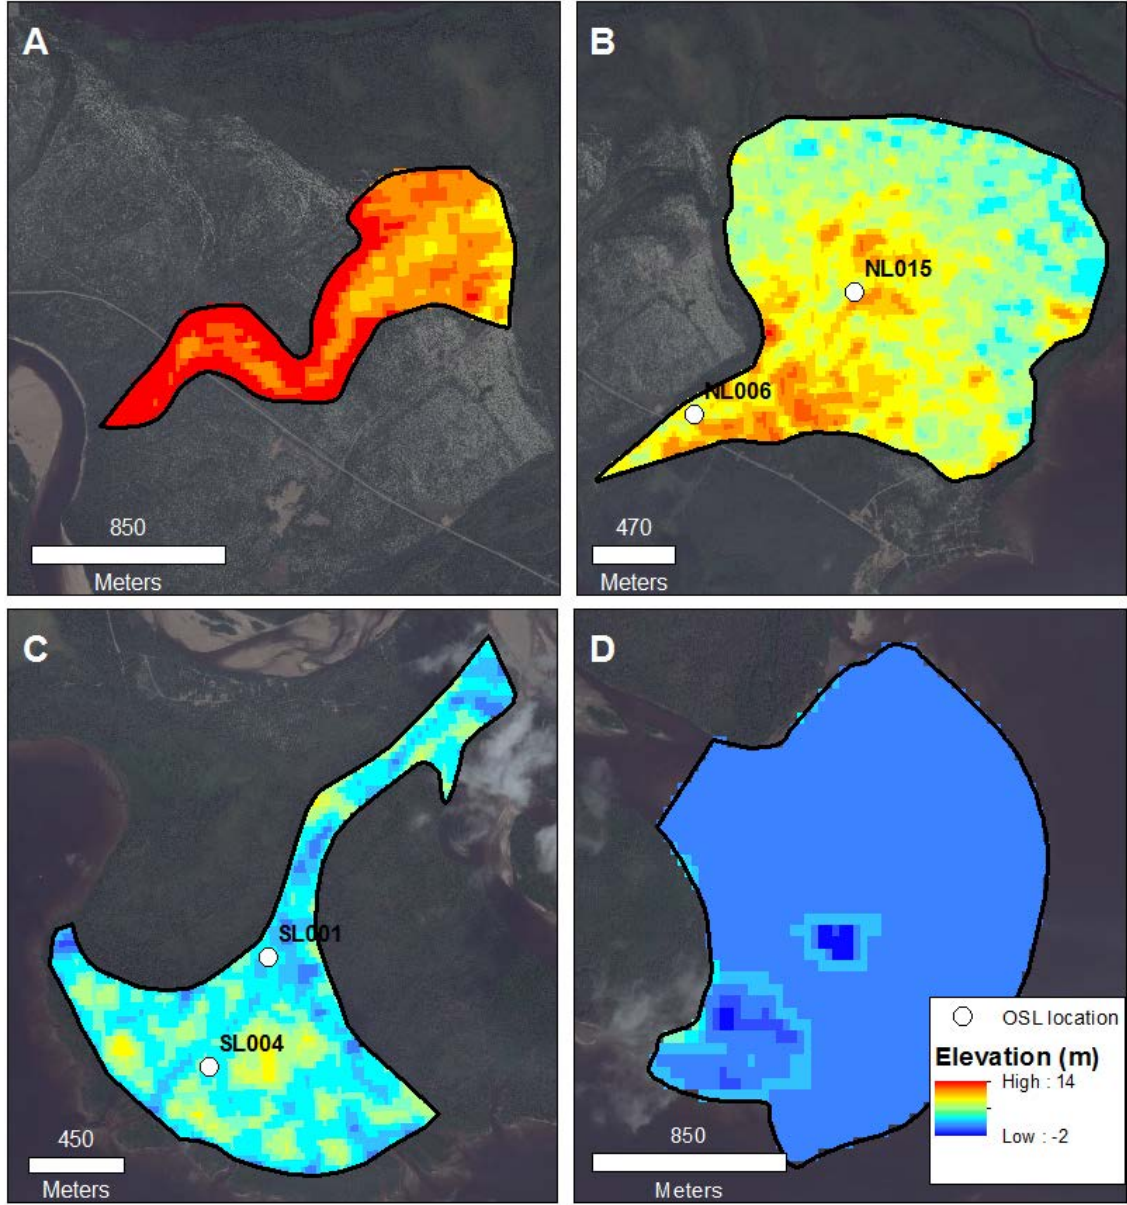 A
850
Meters
B
NL015
NL006
470
Meters
C
SL001
SL004
450
Meters
D
850
Meters
OSL location
Elevation (m)
High : 14
Low : -2